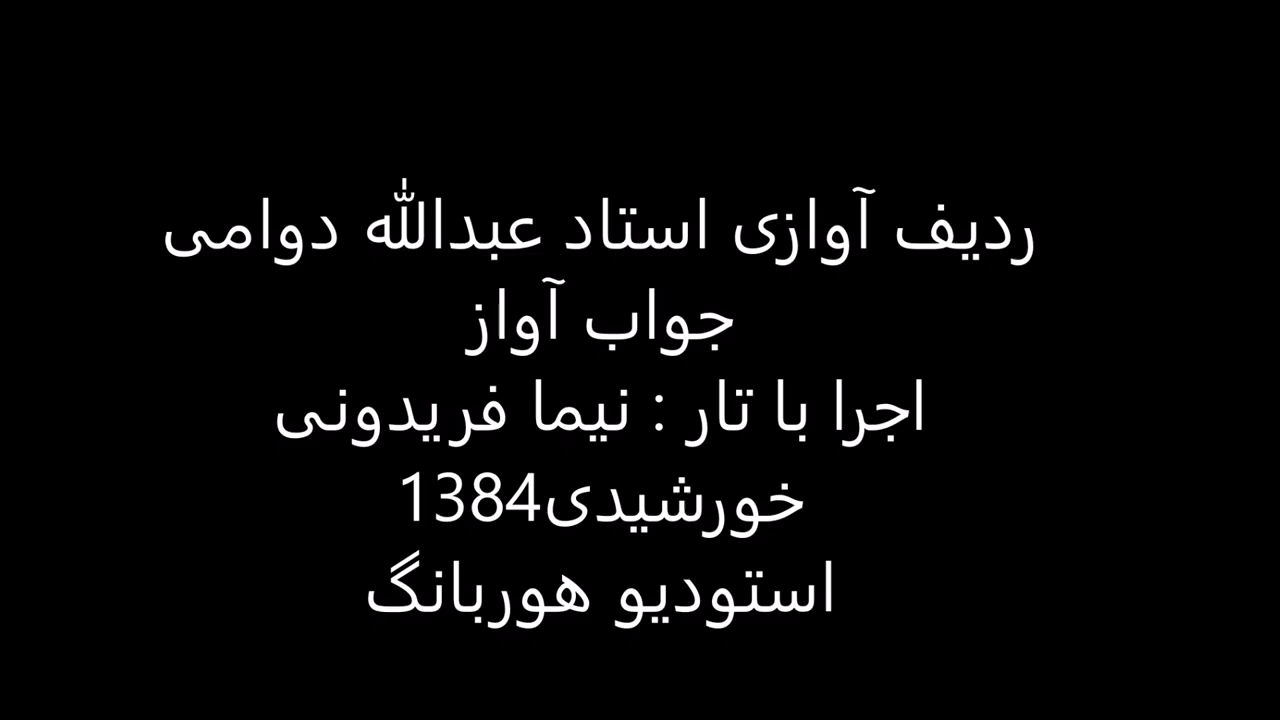 ردیف آوازی استاد عبدالله دوامی
جواب آواز
اجرا با تار : نیما فریدونی
خورشیدی1384
استودیو هوربانگ